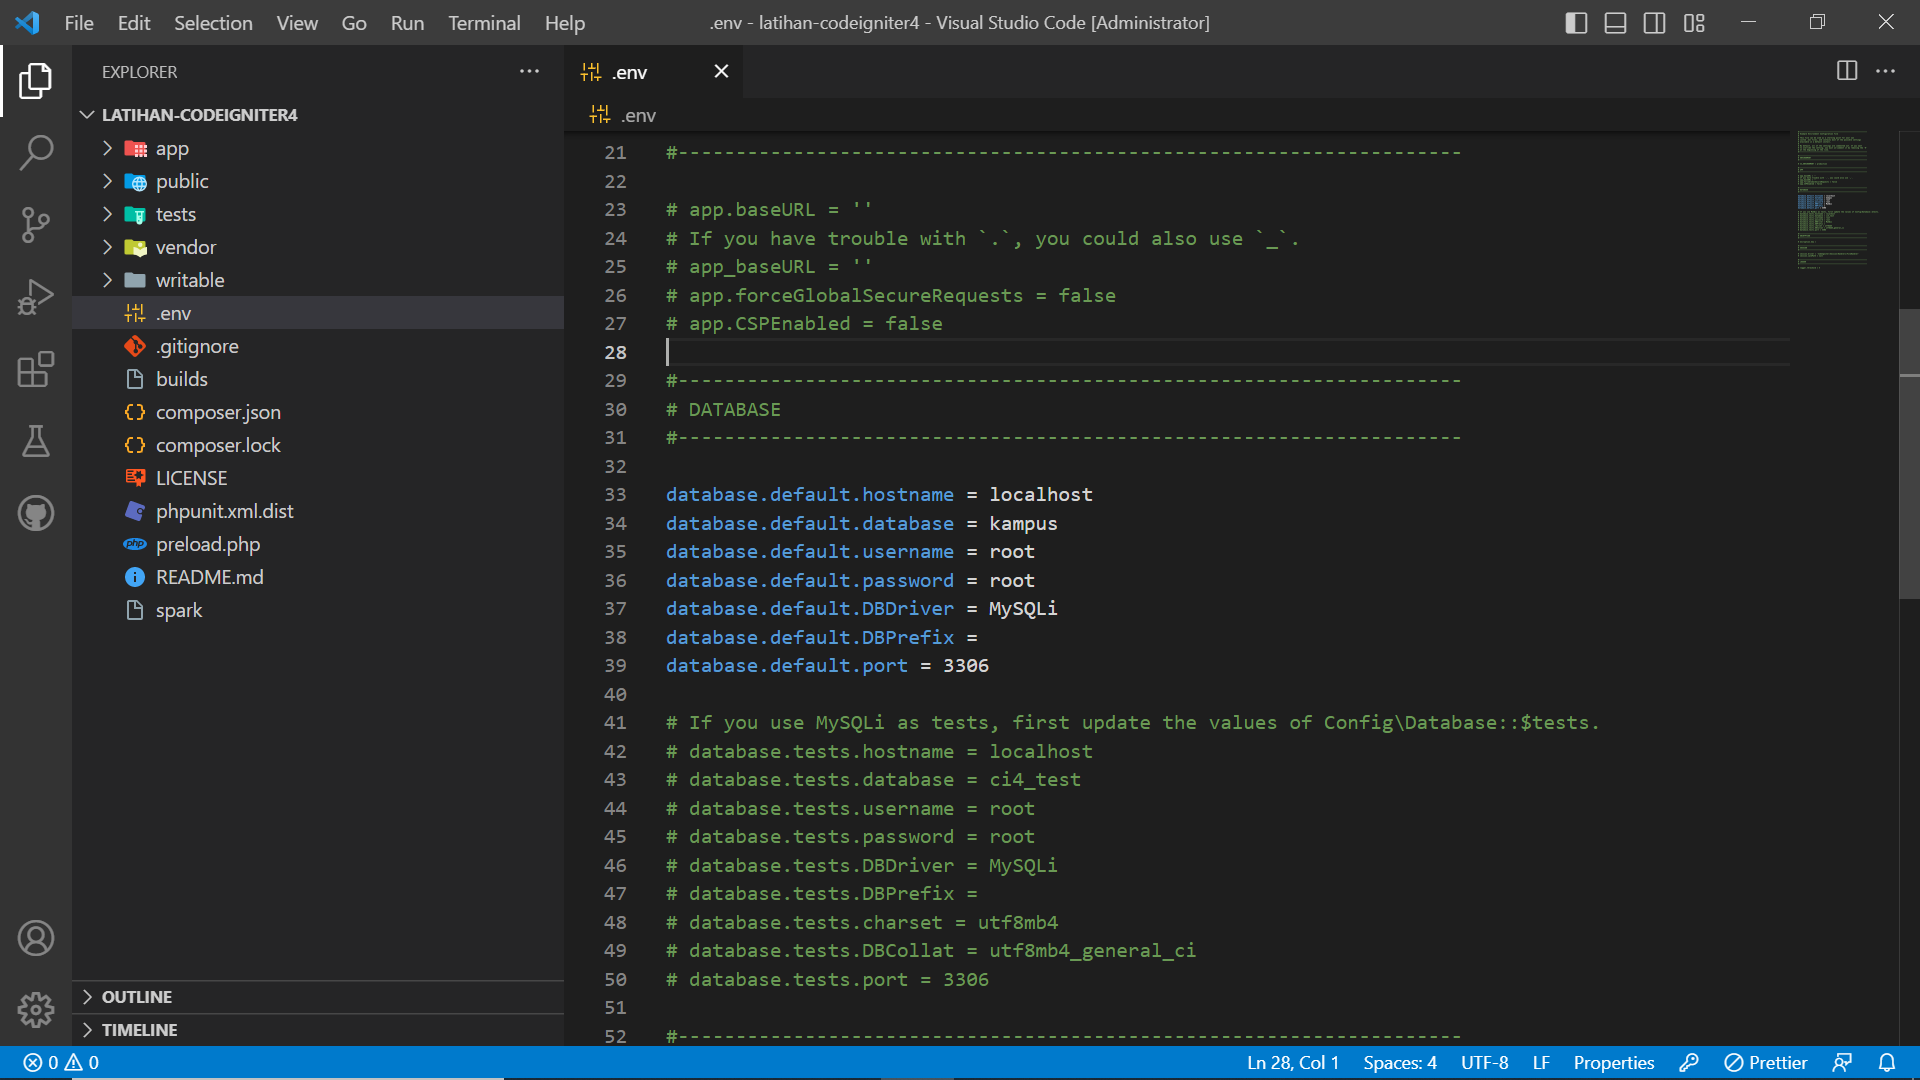 File Edit Selection View Go Run Terminal Help
.env - latihan-codeigniter4 - Visual Studio Code [Administrator]
EXPLORER
LATIHAN-CODEIGNITER4
app
public
tests
vendor
writable
.env
.gitignore
builds
composer.json
composer.lock
LICENSE
phpunit.xml.dist
preload.php
README.md
spark
OUTLINE
TIMELINE
.env
.env
21 #--------------------------------------------------------------------
22
23 # app.baseURL = ''
24 # If you have trouble with `.`, you could also use `_`.
25 # app_baseURL = ''
26 # app.forceGlobalSecureRequests = false
27 # app.CSPEnabled = false
28
29 #--------------------------------------------------------------------
30 # DATABASE
31 #--------------------------------------------------------------------
32
33 database.default.hostname = localhost
34 database.default.database = kampus
35 database.default.username = root
36 database.default.password = root
37 database.default.DBDriver = MySQLi
38 database.default.DBPrefix =
39 database.default.port = 3306
40
41 # If you use MySQLi as tests, first update the values of Config\Database::$tests.
42 # database.tests.hostname = localhost
43 # database.tests.database = ci4_test
44 # database.tests.username = root
45 # database.tests.password = root
46 # database.tests.DBDriver = MySQLi
47 # database.tests.DBPrefix =
48 # database.tests.charset = utf8mb4
49 # database.tests.DBCollat = utf8mb4_general_ci
50 # database.tests.port = 3306
51
52 #--------------------------------------------------------------------
0 0 Ln 28, Col 1 Spaces: 4 UTF-8 LF Properties Prettier